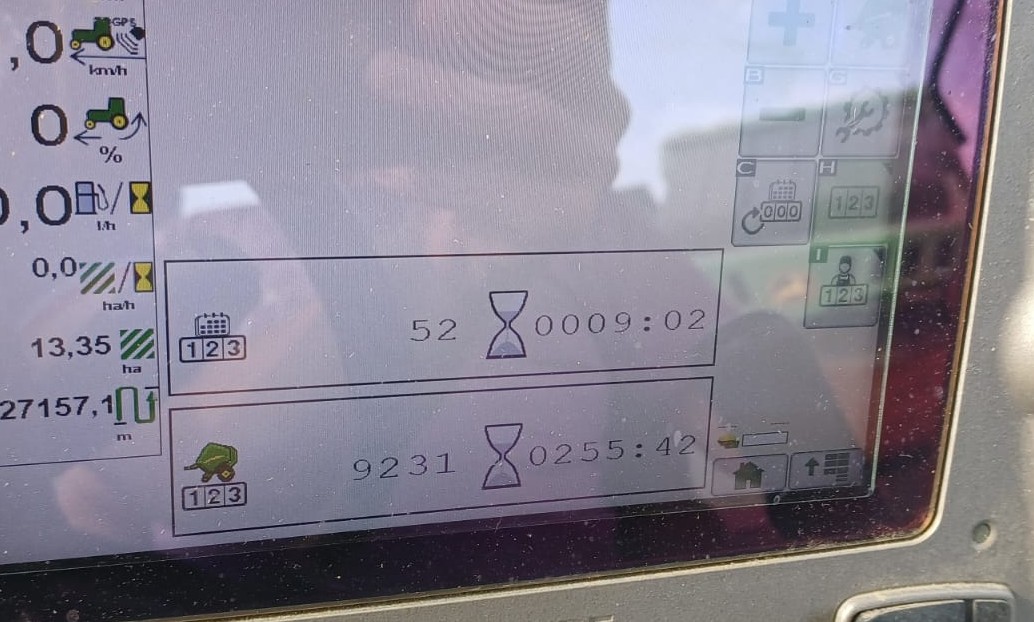 GPS
,0
km/h
0
%
,0 / l/h
0,0 / ha/h
13,35
ha
27157,1
m
123 52 0009:02
123 9231 0255:42
B
G
C
H
000
123
I
123